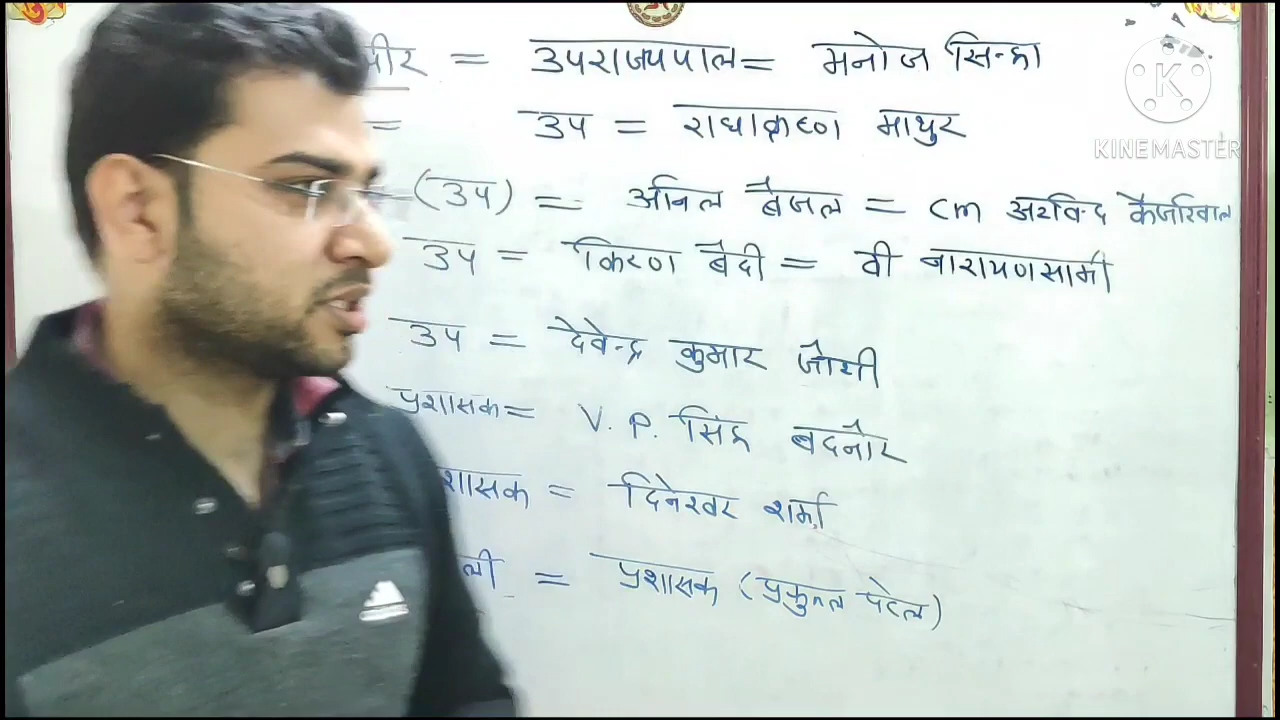 = उपराज्यपाल = मनोज सिन्हा
= उप = राधाकृष्ण माथुर
(उप) = अनिल बैजल = cm अरविन्द केजरिवाल
उप = किरण बेदी = वी नारायणसामी
उप = देवेन्द्र कुमार जोशी
प्रशासक = V. P. सिंह बदनौर
शासक = दिनेश्वर शर्मा
= प्रशासक (प्रफुल्ल पटेल)
K
KINEMASTER